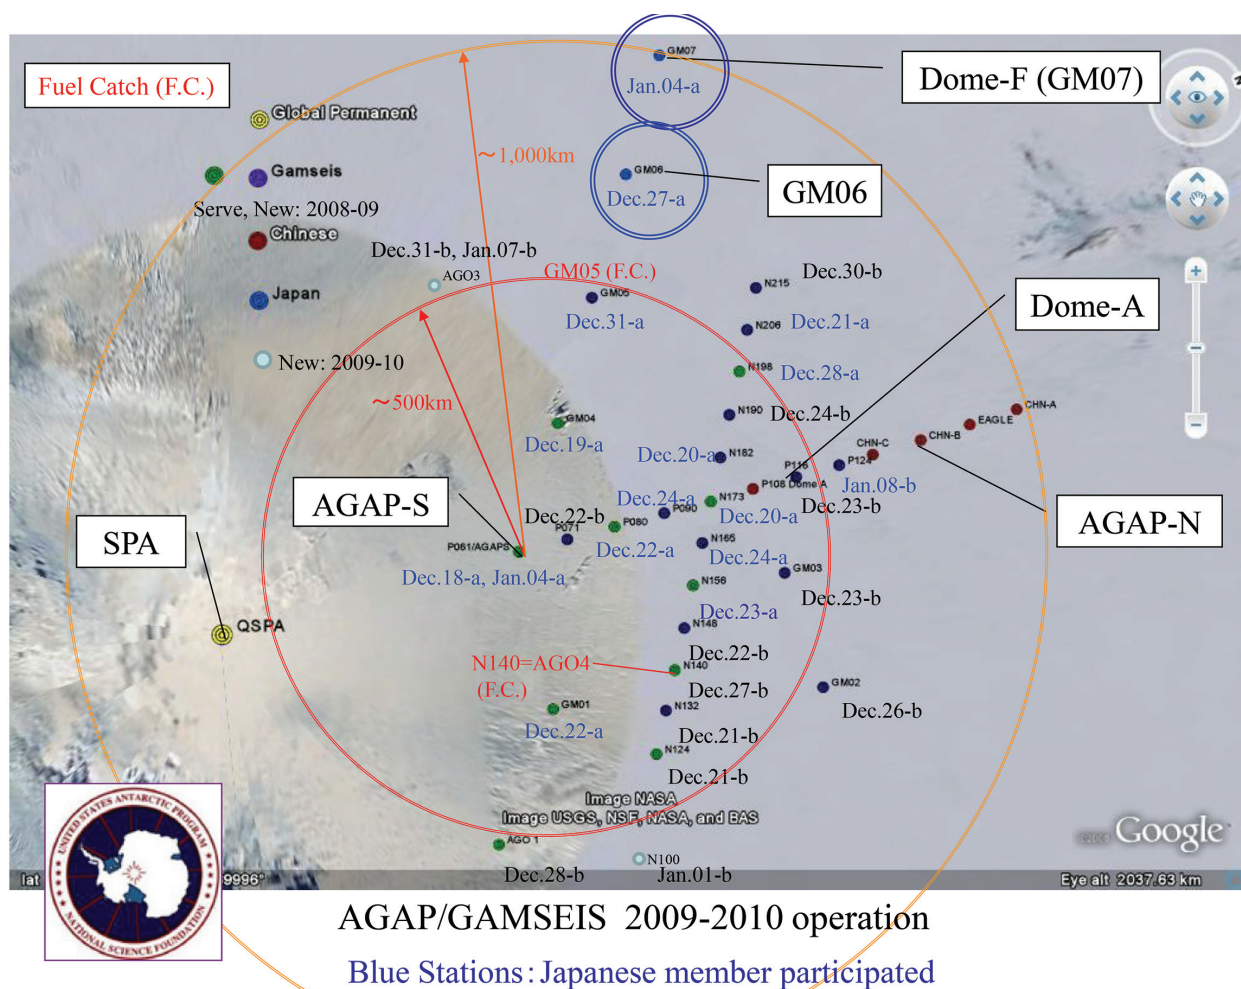 GM07
Fuel Catch (F.C.)
Jan.04-a
Dome-F (GM07)
Global Permanent
~1,000km
Gamseis
GM06
Dec.27-a
GM06
Serve, New: 2008-09
Chinese
Dec.31-b, Jan.07-b
AGO3
GM05 (F.C.)
Dec.30-b
N215
Japan
GM05
Dec.31-a
Dome-A
N206
Dec.21-a
New: 2009-10
N198
Dec.28-a
~500km
GM04
Dec.19-a
N190
Dec.24-b
CHN-A
EAGLE
CHN-B
CHN-C
Dec.20-a
N182
P116
P124
Jan.08-b
P108 Dome A
AGAP-S
Dec.24-a
P090
N173
Dec.20-a
Dec.23-b
AGAP-N
SPA
Dec.22-b
P071
P080
Dec.22-a
P061/AGAPS
Dec.18-a, Jan.04-a
N165
Dec.24-a
GM03
Dec.23-b
N156
Dec.23-a
QSPA
N148
Dec.22-b
N140=AGO4
(F.C.)
N140
Dec.27-b
GM02
Dec.26-b
GM01
Dec.22-a
N132
Dec.21-b
N124
Dec.21-b
Image NASA
Image USGS, NSF, NASA, and BAS
Google
AGO 1
Dec.28-b
N100
Jan.01-b
lat
9996°
Eye alt 2037.63 km
UNITED STATES ANTARCTIC PROGRAM
NATIONAL SCIENCE FOUNDATION
AGAP/GAMSEIS 2009-2010 operation
Blue Stations : Japanese member participated